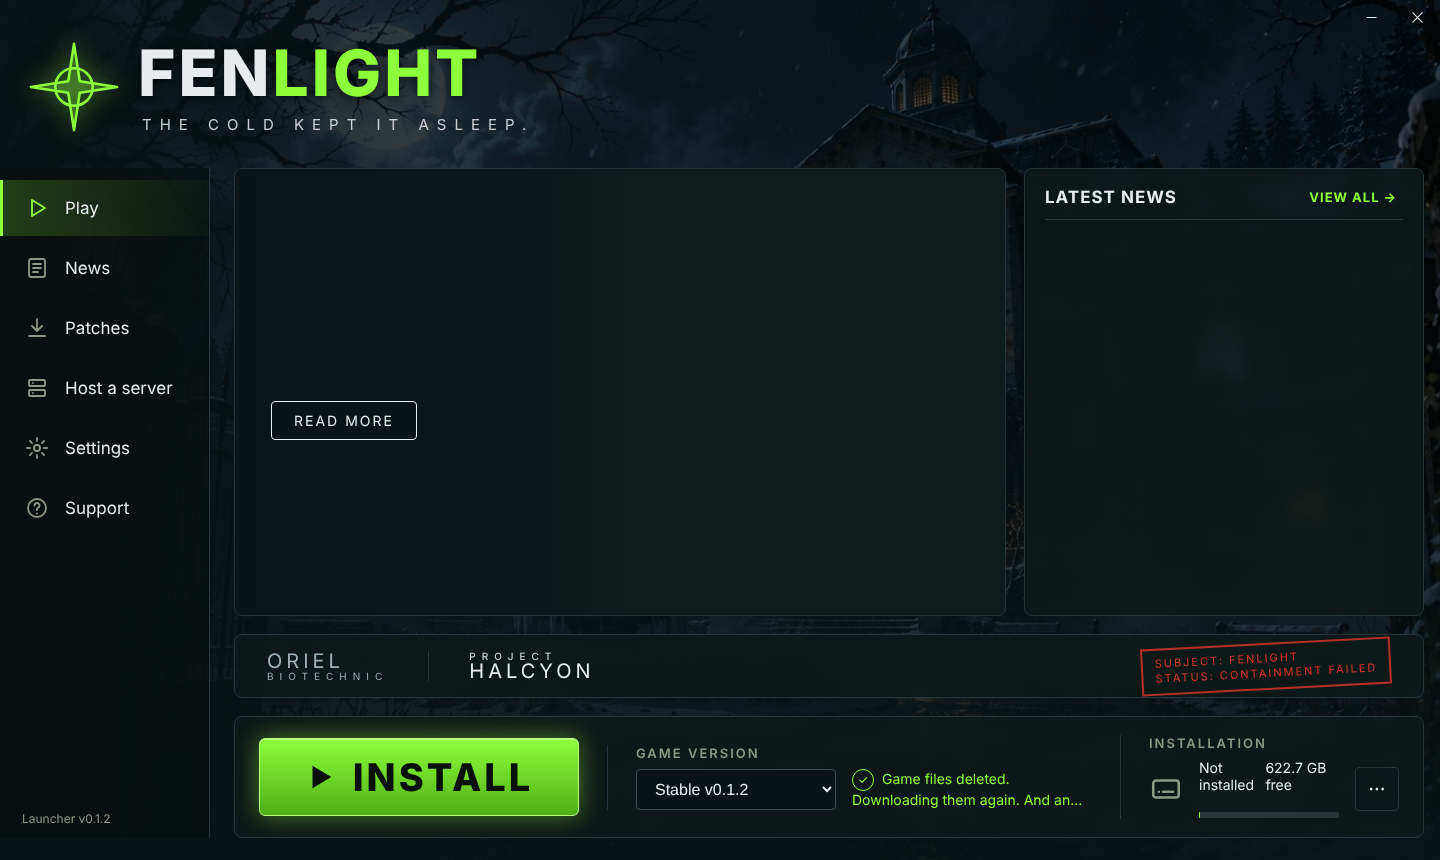 FENLIGHT
THE COLD KEPT IT ASLEEP.
Play
News
Patches
Host a server
Settings
Support
Launcher v0.1.2
READ MORE
LATEST NEWS
VIEW ALL →
ORIEL
BIOTECHNIC
PROJECT
HALCYON
SUBJECT: FENLIGHT
STATUS: CONTAINMENT FAILED
INSTALL
GAME VERSION
Stable v0.1.2
Game files deleted.
Downloading them again. And an...
INSTALLATION
Not installed
622.7 GB free